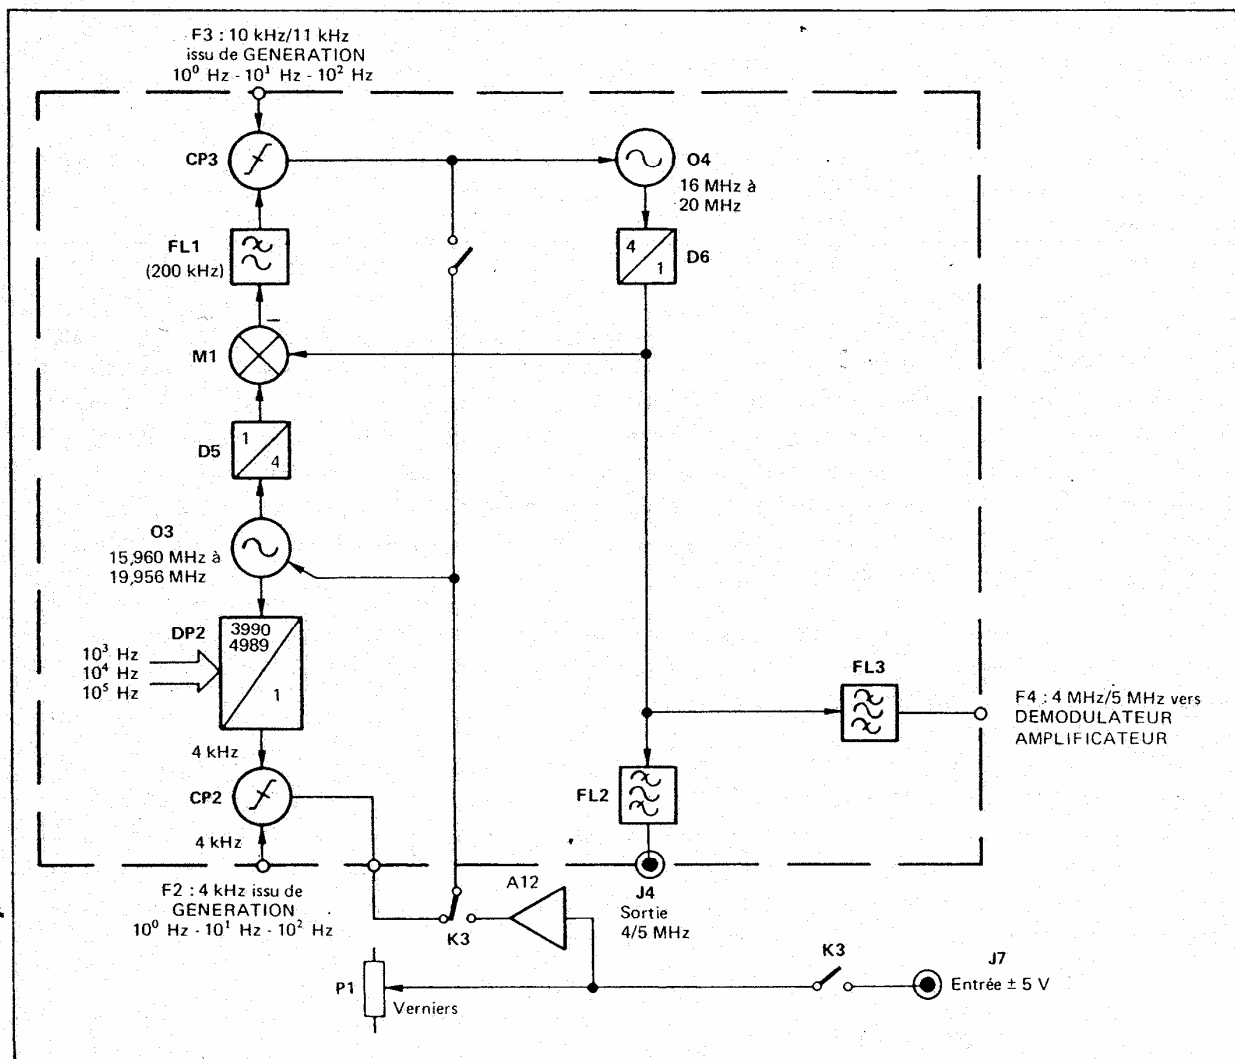 F3 : 10 kHz/11 kHz
issu de GENERATION
10⁰ Hz - 10¹ Hz - 10² Hz
CP3
O4
16 MHz à
20 MHz
FL1
(200 kHz)
4
1
D6
M1
D5
1
4
O3
15,960 MHz à
19,956 MHz
DP2
3990
4989
1
10³ Hz
10⁴ Hz
10⁵ Hz
FL3
F4 : 4 MHz/5 MHz vers
DEMODULATEUR
AMPLIFICATEUR
4 kHz
CP2
FL2
4 kHz
F2 : 4 kHz issu de
GENERATION
10⁰ Hz - 10¹ Hz - 10² Hz
A12
J4
Sortie
4/5 MHz
K3
K3
J7
Entrée ± 5 V
P1
Verniers